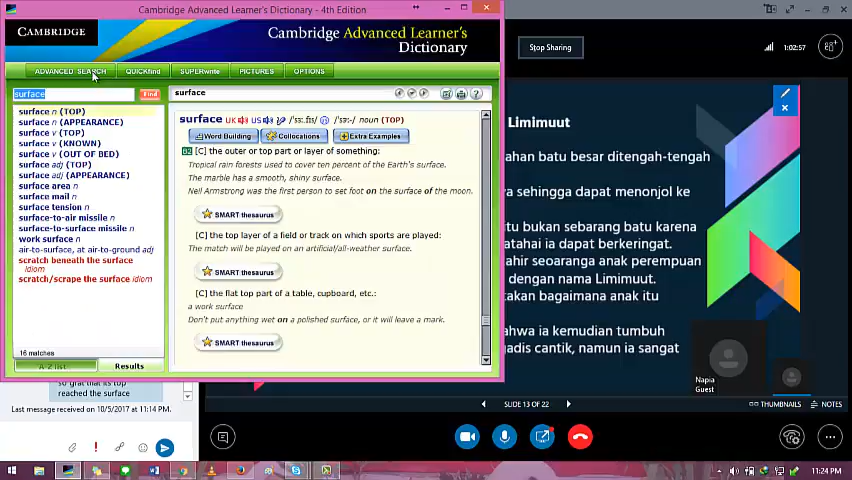 Cambridge Advanced Learner's Dictionary - 4th Edition
CAMBRIDGE
Cambridge Advanced Learner's
Dictionary
ADVANCED SEARCH QUICKfind SUPERwrite PICTURES OPTIONS
surface Find
surface n (TOP)
surface n (APPEARANCE)
surface v (TOP)
surface v (KNOWN)
surface v (OUT OF BED)
surface adj (TOP)
surface adj (APPEARANCE)
surface area n
surface mail n
surface tension n
surface-to-air missile n
surface-to-surface missile n
work surface n
air-to-surface, at air-to-ground adj
scratch beneath the surface
idiom
scratch/scrape the surface idiom
16 matches
A-Z list Results
surface
surface UK US /ˈsɜː.fɪs/ /ˈsɝː-/ noun (TOP)
Word Building Collocations Extra Examples
B2 [C] the outer or top part or layer of something:
Tropical rain forests used to cover ten percent of the Earth's surface.
The marble has a smooth, shiny surface.
Neil Armstrong was the first person to set foot on the surface of the moon.
SMART thesaurus
[C] the top layer of a field or track on which sports are played:
The match will be played on an artificial/all-weather surface.
SMART thesaurus
[C] the flat top part of a table, cupboard, etc.:
a work surface
Don't put anything wet on a polished surface, or it will leave a mark.
SMART thesaurus
so grat that its top
reached the surface
Last message received on 10/5/2017 at 11:14 PM.
Stop Sharing
1:02:57
Limimuut
ahan batu besar ditengah-tengah
ya sehingga dapat menonjol ke
itu bukan sebarang batu karena
atahai ia dapat berkeringat.
ahir seoaranga anak perempuan
dengan nama Limimuut.
takan bagaimana anak itu
ahwa ia kemudian tumbuh
gadis cantik, namun ia sangat
Napia
Guest
SLIDE 13 OF 22
THUMBNAILS NOTES
11:24 PM